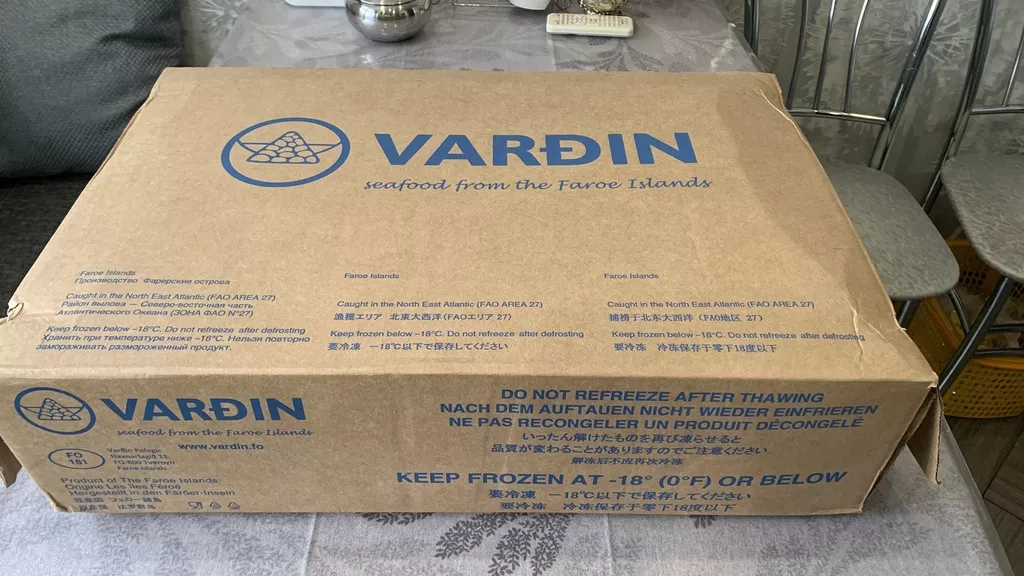 VARÐIN
seafood from the Faroe Islands
Faroe Islands
Производство Фарерские острова
Caught in the North East Atlantic (FAO AREA 27)
Район вылова — Северо-восточная часть
Атлантического Океана (ЗОНА ФАО N°27)
Keep frozen below –18°C. Do not refreeze after defrosting
Хранить при температуре ниже –18°C. Нельзя повторно
замораживать размороженный продукт.
Faroe Islands
Caught in the North East Atlantic (FAO AREA 27)
漁獲エリア 北東大西洋(FAOエリア 27)
Keep frozen below –18°C. Do not refreeze after defrosting
要冷凍 －18℃以下で保存してください
Faroe Islands
Caught in the North East Atlantic (FAO AREA 27)
捕捞于北东大西洋（FAO地区 27）
Keep frozen below –18°C. Do not refreeze after defrosting
要冷冻 冷冻保存于零下18度以下
VARÐIN
seafood from the Faroe Islands
www.vardin.fo
FO
181
Varðin Pelagic
Havnarlagið 11,
FO-800 Tvøroyri
Faroe Islands
Product of The Faroe Islands
Origine Les îles Féroé
Hergestellt in den Färöer-Inseln
DO NOT REFREEZE AFTER THAWING
NACH DEM AUFTAUEN NICHT WIEDER EINFRIEREN
NE PAS RECONGELER UN PRODUIT DÉCONGELÉ
いったん解けたものを再び凍らせると
品質が変わることがありますのでご注意ください
解冻后不应再次冷冻
KEEP FROZEN AT -18° (0°F) OR BELOW
要冷凍 －18℃以下で保存してください
要冷冻 冷冻保存于零下18度以下